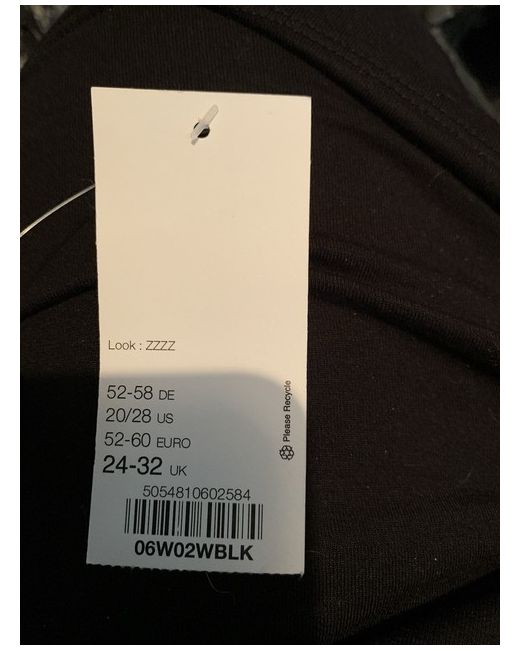 Look : ZZZZ
52-58 DE
20/28 US
52-60 EURO
24-32 UK
Please Recycle
5054810602584
06W02WBLK